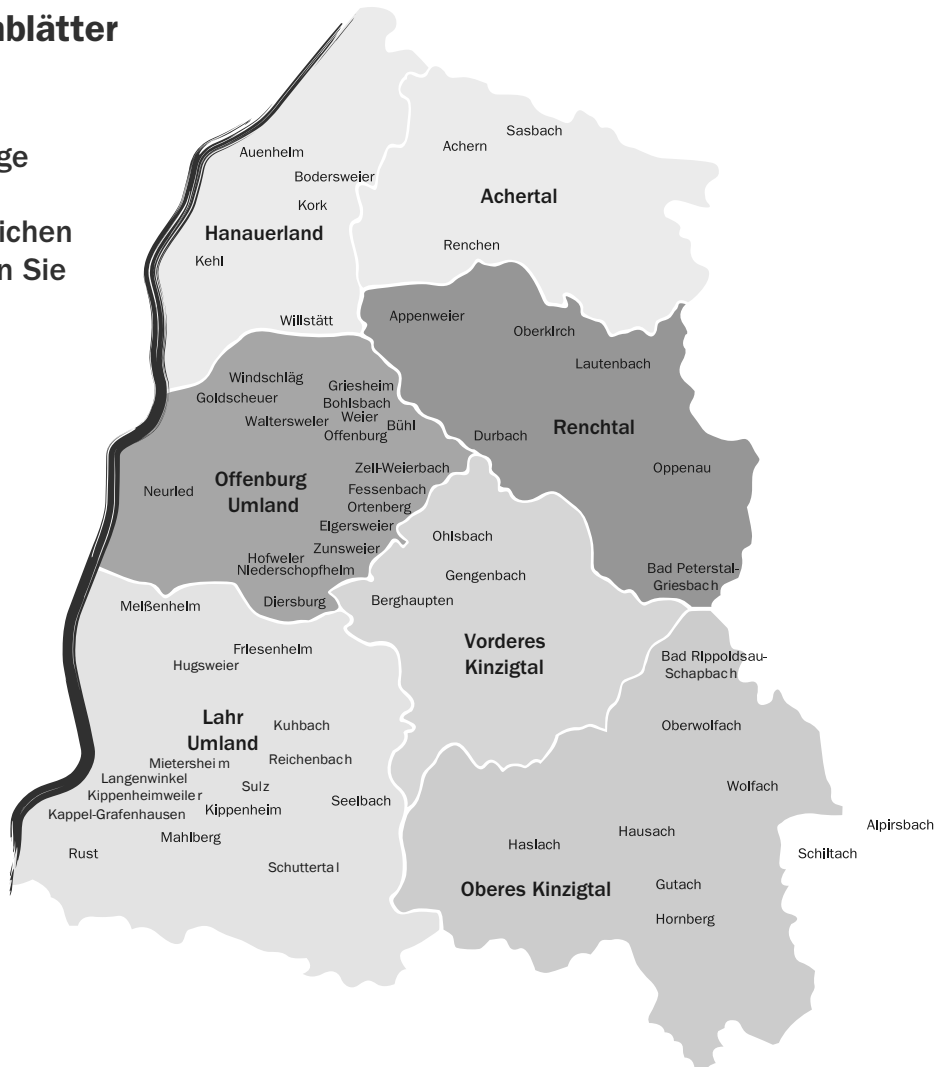 nblätter
ge
ichen
n Sie
Auenheim
Bodersweier
Kork
Hanauerland
Kehl
Willstätt
Sasbach
Achern
Achertal
Renchen
Appenweier
Oberkirch
Lautenbach
Durbach
Renchtal
Oppenau
Bad Peterstal-
Griesbach
Windschläg
Goldscheuer
Griesheim
Bohlsbach
Waltersweier
Weier
Bühl
Offenburg
Zell-Weierbach
Neuried
Offenburg
Umland
Fessenbach
Ortenberg
Elgersweier
Zunsweier
Hofweier
Niederschopfheim
Diersburg
Ohlsbach
Gengenbach
Berghaupten
Vorderes
Kinzigtal
Meißenheim
Friesenheim
Hugsweier
Lahr
Umland
Kuhbach
Mietersheim
Reichenbach
Langenwinkel
Kippenheimweiler
Sulz
Seelbach
Kappel-Grafenhausen
Kippenheim
Mahlberg
Rust
Schuttertal
Bad Rippoldsau-
Schapbach
Oberwolfach
Wolfach
Alpirsbach
Schiltach
Hausach
Haslach
Oberes Kinzigtal
Gutach
Hornberg